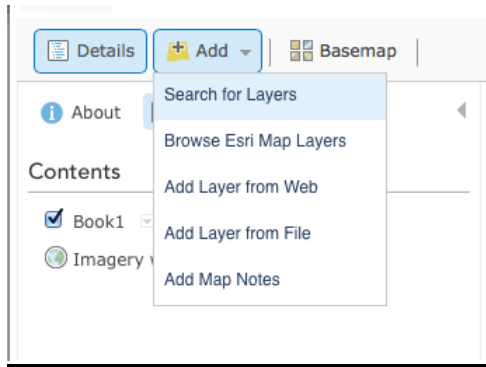 Details Add Basemap
Search for Layers
About
Browse Esri Map Layers
Contents
Add Layer from Web
Book1
Add Layer from File
Imagery
Add Map Notes